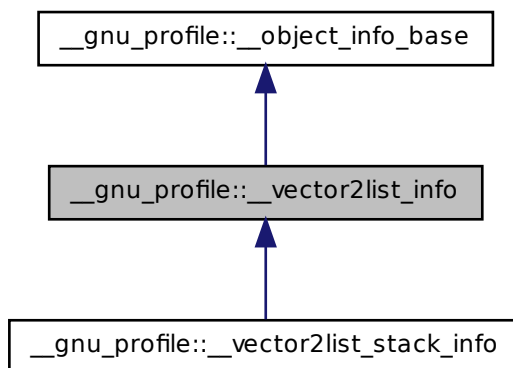 __gnu_profile::__object_info_base
__gnu_profile::__vector2list_info
__gnu_profile::__vector2list_stack_info